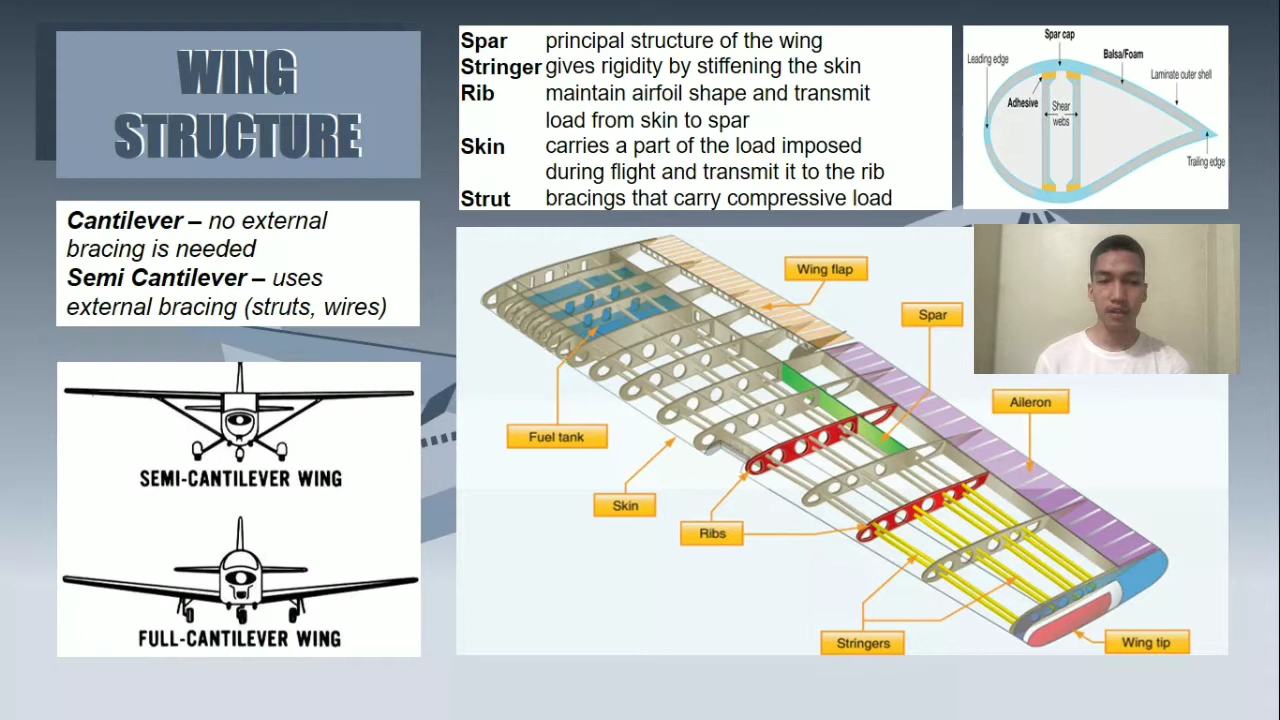 WING
STRUCTURE
Cantilever – no external
bracing is needed
Semi Cantilever – uses
external bracing (struts, wires)
SEMI-CANTILEVER WING
FULL-CANTILEVER WING
Spar principal structure of the wing
Stringer gives rigidity by stiffening the skin
Rib maintain airfoil shape and transmit
load from skin to spar
Skin carries a part of the load imposed
during flight and transmit it to the rib
Strut bracings that carry compressive load
Spar cap
Leading edge
Balsa/Foam
Laminate outer shell
Adhesive
Shear
webs
Trailing edge
Wing flap
Spar
Aileron
Fuel tank
Skin
Ribs
Stringers
Wing tip